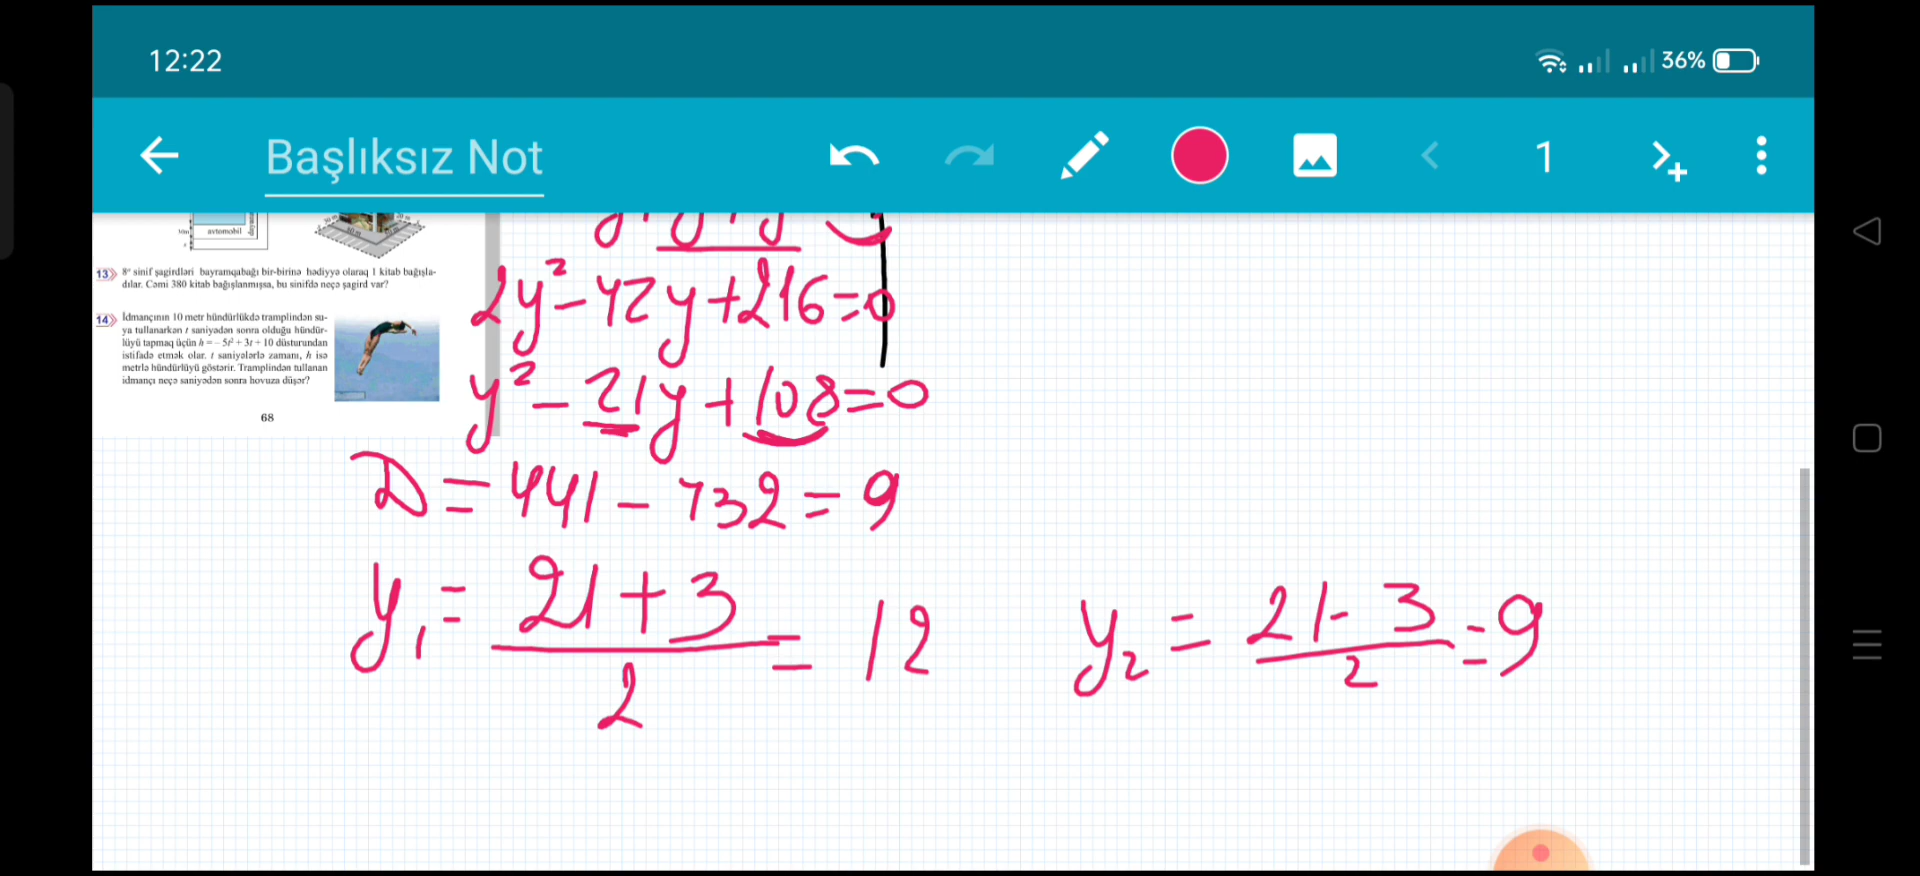 12:22
36%
Başlıksız Not
1
avtomobil
13 8ᵒ sinif şagirdləri bayramqabağı bir-birinə hədiyyə olaraq 1 kitab bağışla-
dılar. Cəmi 380 kitab bağışlanmışsa, bu sinifdə neçə şagird var?
14 İdmançının 10 metr hündürlükdə tramplindən su-
ya tullanarkən t saniyədən sonra olduğu hündür-
lüyü tapmaq üçün h = – 5t² + 3t + 10 düsturundan
istifadə etmək olar. t saniyələrlə zamanı, h isə
metrlə hündürlüyü göstərir. Tramplindən tullanan
idmançı neçə saniyədən sonra hovuza düşər?
68
2y²-42y+216=0
y²-21y+108=0
D=441-432=9
y₁=21+3/2=12
y₂=21-3/2=9